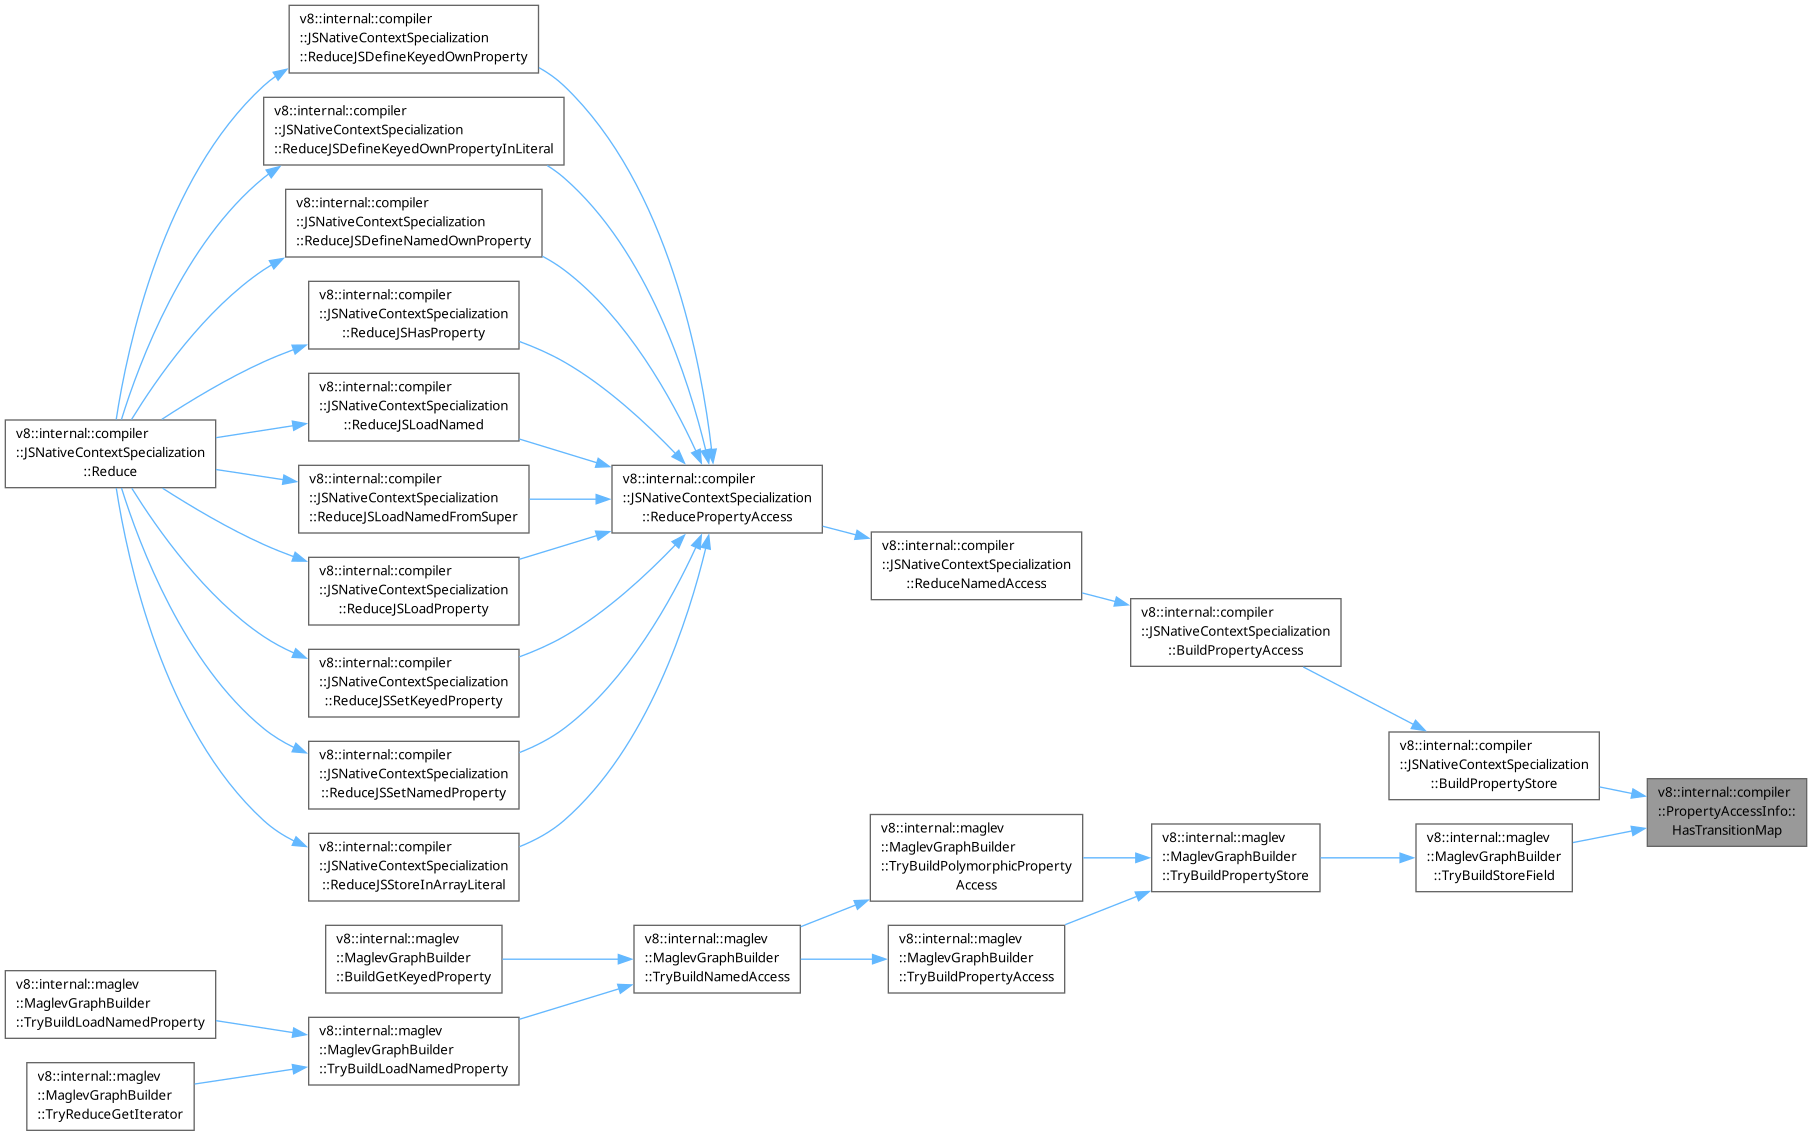 v8::internal::compiler
::JSNativeContextSpecialization
::ReduceJSDefineKeyedOwnProperty
v8::internal::compiler
::JSNativeContextSpecialization
::ReduceJSDefineKeyedOwnPropertyInLiteral
v8::internal::compiler
::JSNativeContextSpecialization
::ReduceJSDefineNamedOwnProperty
v8::internal::compiler
::JSNativeContextSpecialization
::ReduceJSHasProperty
v8::internal::compiler
::JSNativeContextSpecialization
::ReduceJSLoadNamed
v8::internal::compiler
::JSNativeContextSpecialization
::Reduce
v8::internal::compiler
::JSNativeContextSpecialization
::ReduceJSLoadNamedFromSuper
v8::internal::compiler
::JSNativeContextSpecialization
::ReducePropertyAccess
v8::internal::compiler
::JSNativeContextSpecialization
::ReduceNamedAccess
v8::internal::compiler
::JSNativeContextSpecialization
::ReduceJSLoadProperty
v8::internal::compiler
::JSNativeContextSpecialization
::BuildPropertyAccess
v8::internal::compiler
::JSNativeContextSpecialization
::ReduceJSSetKeyedProperty
v8::internal::compiler
::JSNativeContextSpecialization
::BuildPropertyStore
v8::internal::compiler
::JSNativeContextSpecialization
::ReduceJSSetNamedProperty
v8::internal::compiler
::PropertyAccessInfo::
HasTransitionMap
v8::internal::maglev
::MaglevGraphBuilder
::TryBuildPolymorphicProperty
Access
v8::internal::maglev
::MaglevGraphBuilder
::TryBuildPropertyStore
v8::internal::maglev
::MaglevGraphBuilder
::TryBuildStoreField
v8::internal::compiler
::JSNativeContextSpecialization
::ReduceJSStoreInArrayLiteral
v8::internal::maglev
::MaglevGraphBuilder
::BuildGetKeyedProperty
v8::internal::maglev
::MaglevGraphBuilder
::TryBuildNamedAccess
v8::internal::maglev
::MaglevGraphBuilder
::TryBuildPropertyAccess
v8::internal::maglev
::MaglevGraphBuilder
::TryBuildLoadNamedProperty
v8::internal::maglev
::MaglevGraphBuilder
::TryBuildLoadNamedProperty
v8::internal::maglev
::MaglevGraphBuilder
::TryReduceGetIterator